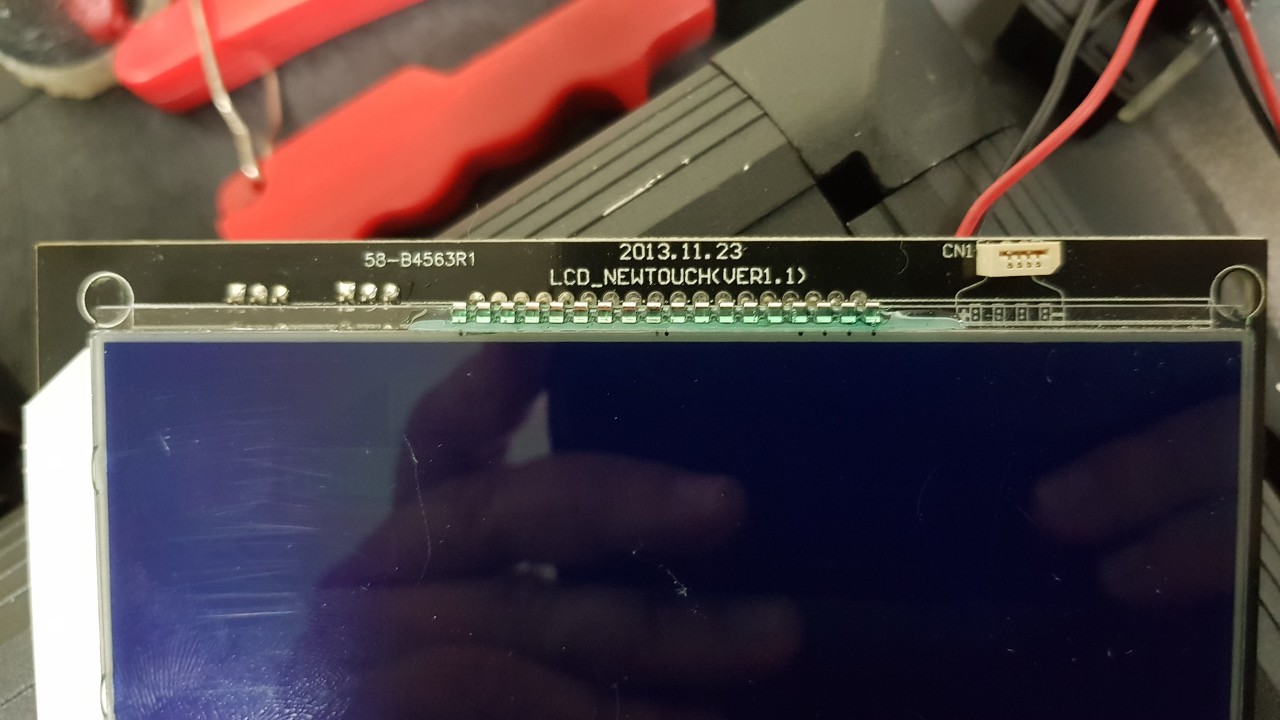 58-B4563R1
2013.11.23
LCD_NEWTOUCH(VER1.1)
CN1